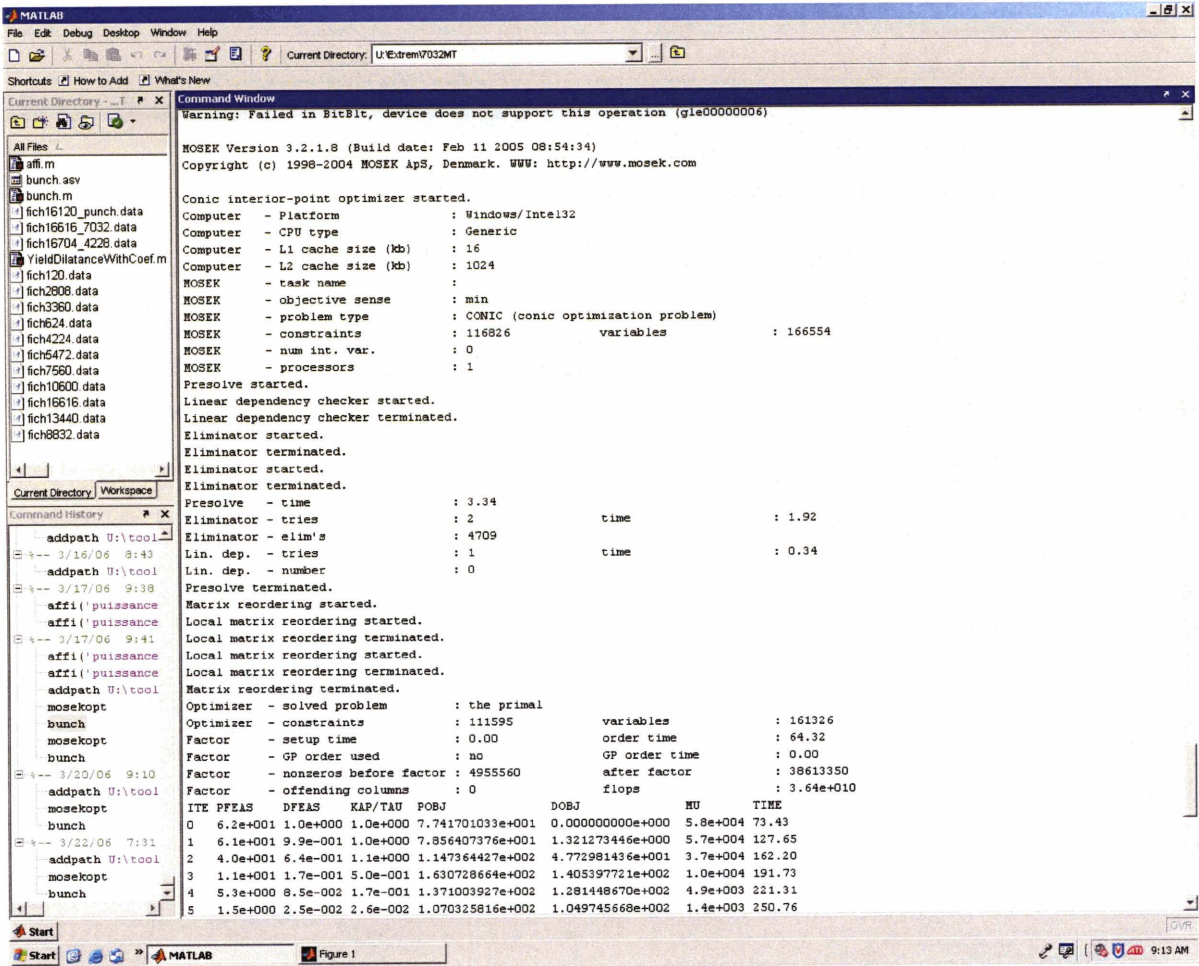 MATLAB
File Edit Debug Desktop Window Help
Current Directory: U:\Extrem\7032MT
Shortcuts How to Add What's New
Current Directory - ...T
All Files
affi.m
bunch.asv
bunch.m
fich16120_punch.data
fich16616_7032.data
fich16704_4228.data
YieldDilatanceWithCoef.m
fich120.data
fich2808.data
fich3360.data
fich624.data
fich4224.data
fich5472.data
fich7560.data
fich10600.data
fich16616.data
fich13440.data
fich8832.data
Current Directory Workspace
Command History
addpath U:\tool
%-- 3/16/06 8:43
addpath U:\tool
%-- 3/17/06 9:38
affi('puissance
affi('puissance
%-- 3/17/06 9:41
affi('puissance
affi('puissance
addpath U:\tool
mosekopt
bunch
mosekopt
bunch
%-- 3/20/06 9:10
addpath U:\tool
mosekopt
bunch
%-- 3/22/06 7:31
addpath U:\tool
mosekopt
bunch
Command Window
Warning: Failed in BitBlt, device does not support this operation (gle00000006)
MOSEK Version 3.2.1.8 (Build date: Feb 11 2005 08:54:34)
Copyright (c) 1998-2004 MOSEK ApS, Denmark. WWW: http://www.mosek.com
Conic interior-point optimizer started.
Computer - Platform : Windows/Intel32
Computer - CPU type : Generic
Computer - L1 cache size (kb) : 16
Computer - L2 cache size (kb) : 1024
MOSEK - task name :
MOSEK - objective sense : min
MOSEK - problem type : CONIC (conic optimization problem)
MOSEK - constraints : 116826 variables : 166554
MOSEK - num int. var. : 0
MOSEK - processors : 1
Presolve started.
Linear dependency checker started.
Linear dependency checker terminated.
Eliminator started.
Eliminator terminated.
Eliminator started.
Eliminator terminated.
Presolve - time : 3.34
Eliminator - tries : 2 time : 1.92
Eliminator - elim's : 4709
Lin. dep. - tries : 1 time : 0.34
Lin. dep. - number : 0
Presolve terminated.
Matrix reordering started.
Local matrix reordering started.
Local matrix reordering terminated.
Local matrix reordering started.
Local matrix reordering terminated.
Matrix reordering terminated.
Optimizer - solved problem : the primal
Optimizer - constraints : 111595 variables : 161326
Factor - setup time : 0.00 order time : 64.32
Factor - GP order used : no GP order time : 0.00
Factor - nonzeros before factor : 4955560 after factor : 38613350
Factor - offending columns : 0 flops : 3.64e+010
ITE PFEAS DFEAS KAP/TAU POBJ DOBJ MU TIME
0 6.2e+001 1.0e+000 1.0e+000 7.741701033e+001 0.000000000e+000 5.8e+004 73.43
1 6.1e+001 9.9e-001 1.0e+000 7.856407376e+001 1.321273446e+000 5.7e+004 127.65
2 4.0e+001 6.4e-001 1.1e+000 1.147364427e+002 4.772981436e+001 3.7e+004 162.20
3 1.1e+001 1.7e-001 5.0e-001 1.630728664e+002 1.405397721e+002 1.0e+004 191.73
4 5.3e+000 8.5e-002 1.7e-001 1.371003927e+002 1.281448670e+002 4.9e+003 221.31
5 1.5e+000 2.5e-002 2.6e-002 1.070325816e+002 1.049745668e+002 1.4e+003 250.76
Start
OVR
Start MATLAB Figure 1 9:13 AM